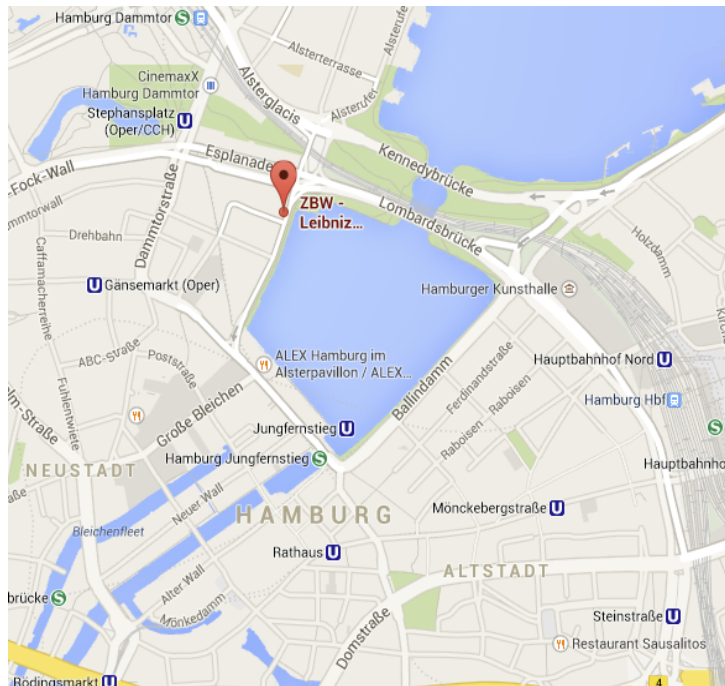 Hamburg Dammtor S
Alsterterrasse
CinemaxX
Hamburg Dammtor
Alsterglacis
Alsterufer
Stephansplatz U
(Oper/CCH)
Kennedybrücke
Esplanade
-Fock-Wall
ZBW -
Leibniz...
Lombardsbrücke
Dammtorstraße
Drehbahn
Holzdamm
Caffamacherreihe
U Gänsemarkt (Oper)
Hamburger Kunsthalle
ABC-straße
Poststraße
ALEX Hamburg im
Alsterpavillon / ALEX...
Hauptbahnhof Nord U
Ferdinandstraße
Ballindamm
Fuhlentwiete
Große Bleichen
Raboisen
Raboisen
Hamburg Hbf
S
Jungfernstieg U
Hamburg Jungfernstieg S
NEUSTADT
Hauptbahnho
Neuer Wall
HAMBURG
Mönckebergstraße U
Bleichenfleet
Rathaus U
Alter Wall
ALTSTADT
brücke S
Mönkedamm
Steinstraße U
Domstraße
Restaurant Sausalitos
Rödingsmarkt U
4